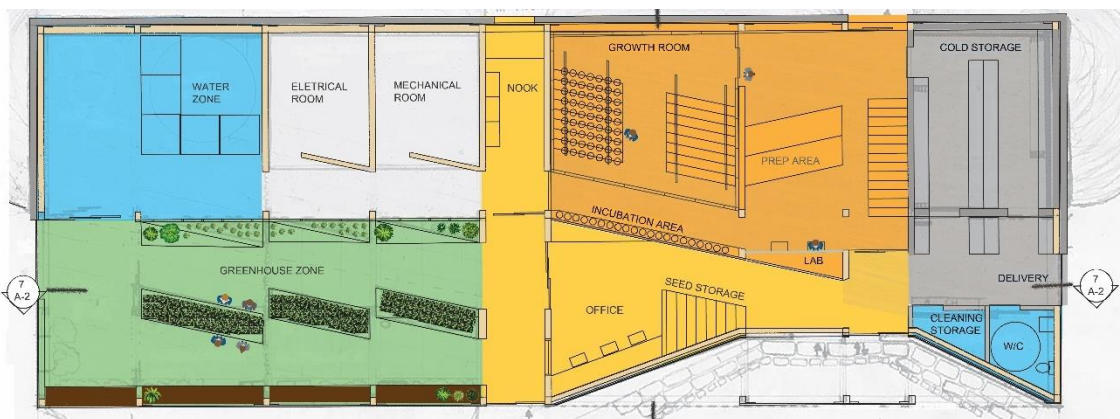 WATER
ZONE
ELETRICAL
ROOM
MECHANICAL
ROOM
NOOK
GROWTH ROOM
COLD STORAGE
PREP AREA
INCUBATION AREA
LAB
GREENHOUSE ZONE
OFFICE
SEED STORAGE
DELIVERY
CLEANING
STORAGE
W/C
7
A-2
7
A-2